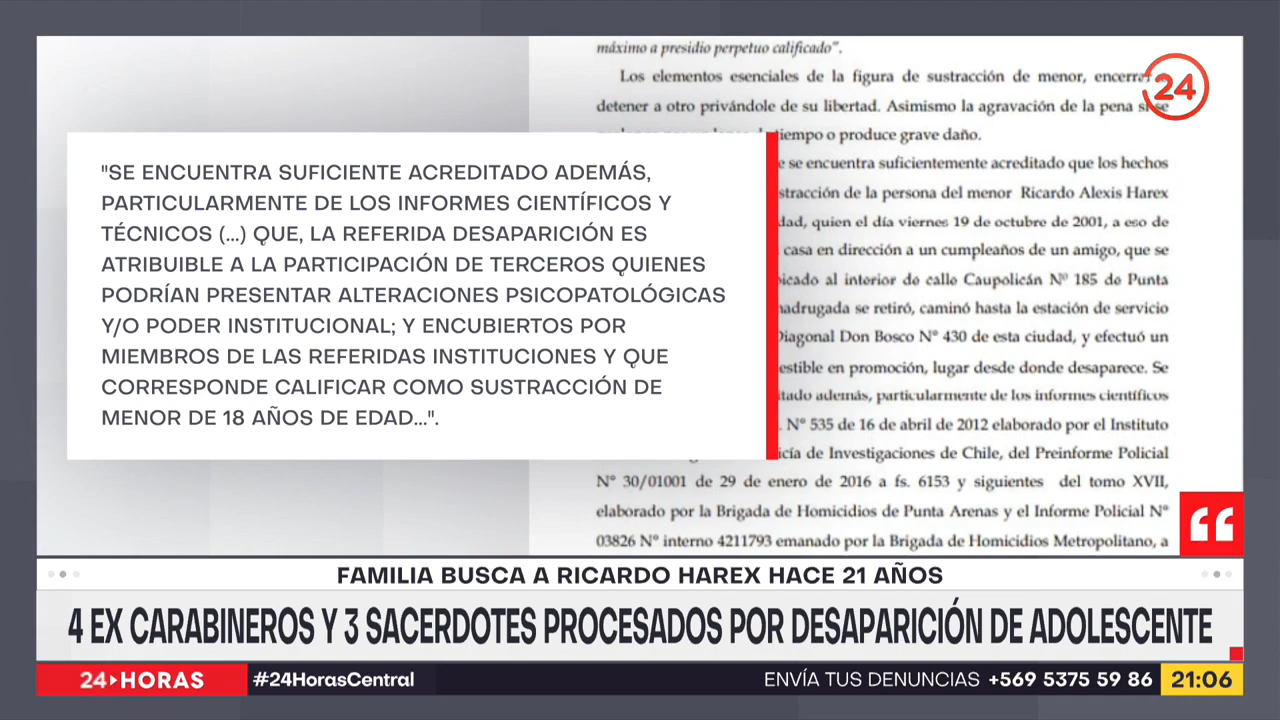 máximo a presidio perpetuo calificado".
Los elementos esenciales de la figura de sustracción de menor,
detener a otro privándole de su libertad. Asimismo la agravación de la pena si se
24
tiempo o produce grave daño.
se encuentra suficientemente acreditado que los hechos
de la persona del menor Ricardo Alexis Harex
quien el día viernes 19 de octubre de 2001, a eso de
casa en dirección a un cumpleaños de un amigo, que se
al interior de calle Caupolicán Nº 185 de Punta
se retiró, caminó hasta la estación de servicio
Diagonal Don Bosco Nº 430 de esta ciudad, y efectuó un
en promoción, lugar desde donde desaparece. Se
además, particularmente de los informes científicos
Nº 535 de 16 de abril de 2012 elaborado por el Instituto
de Investigaciones de Chile, del Preinforme Policial
Nº 30/01001 de 29 de enero de 2016 a fs. 6153 y siguientes del tomo XVII,
elaborado por la Brigada de Homicidios de Punta Arenas y el Informe Policial Nº
03826 Nº interno 4211793 emanado por la Brigada de Homicidios Metropolitano, a
"SE ENCUENTRA SUFICIENTE ACREDITADO ADEMÁS,
PARTICULARMENTE DE LOS INFORMES CIENTÍFICOS Y
TÉCNICOS (...) QUE, LA REFERIDA DESAPARICIÓN ES
ATRIBUIBLE A LA PARTICIPACIÓN DE TERCEROS QUIENES
PODRÍAN PRESENTAR ALTERACIONES PSICOPATOLÓGICAS
Y/O PODER INSTITUCIONAL; Y ENCUBIERTOS POR
MIEMBROS DE LAS REFERIDAS INSTITUCIONES Y QUE
CORRESPONDE CALIFICAR COMO SUSTRACCIÓN DE
MENOR DE 18 AÑOS DE EDAD...".
FAMILIA BUSCA A RICARDO HAREX HACE 21 AÑOS
4 EX CARABINEROS Y 3 SACERDOTES PROCESADOS POR DESAPARICIÓN DE ADOLESCENTE
24 HORAS #24HorasCentral ENVÍA TUS DENUNCIAS +569 5375 59 86 21:06